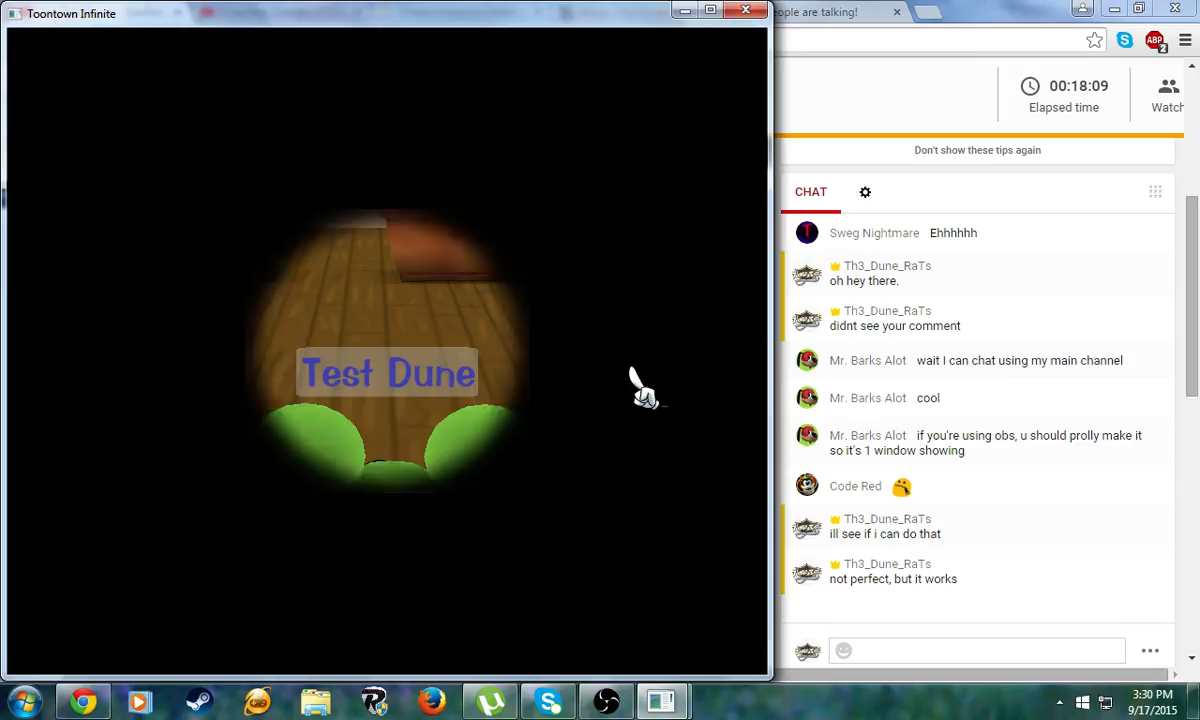 Toontown Infinite
eople are talking!
ABP
2
00:18:09
Elapsed time
Watch
Don't show these tips again
CHAT
Sweg Nightmare Ehhhhhh
Th3_Dune_RaTs
oh hey there.
Th3_Dune_RaTs
didnt see your comment
Mr. Barks Alot wait I can chat using my main channel
Mr. Barks Alot cool
Mr. Barks Alot if you're using obs, u should prolly make it
so it's 1 window showing
Code Red
Th3_Dune_RaTs
ill see if i can do that
Th3_Dune_RaTs
not perfect, but it works
Test Dune
3:30 PM
9/17/2015